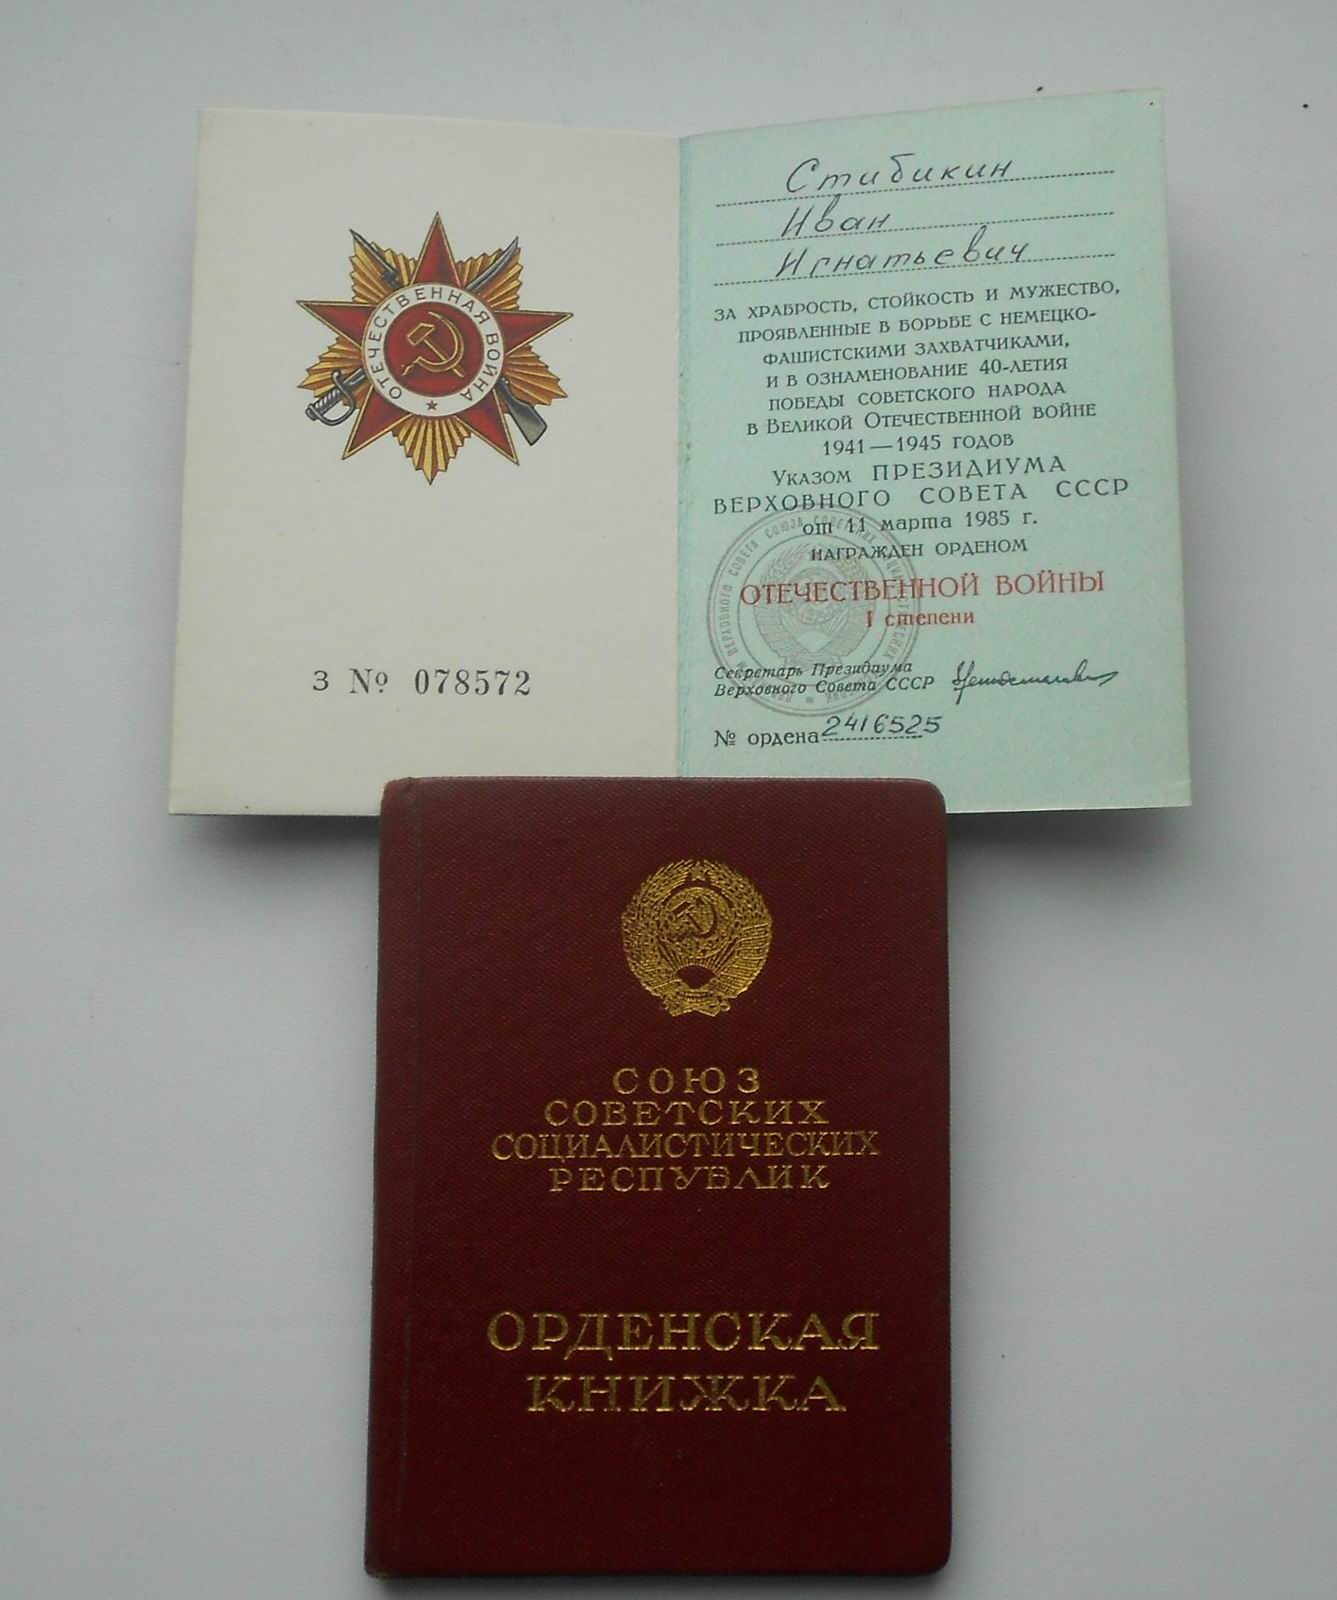 ОТЕЧЕСТВЕННАЯ ВОЙНА
З № 078572
Стибикин
Иван
Игнатьевич
ЗА ХРАБРОСТЬ, СТОЙКОСТЬ И МУЖЕСТВО,
ПРОЯВЛЕННЫЕ В БОРЬБЕ С НЕМЕЦКО-
ФАШИСТСКИМИ ЗАХВАТЧИКАМИ,
И В ОЗНАМЕНОВАНИЕ 40-ЛЕТИЯ
ПОБЕДЫ СОВЕТСКОГО НАРОДА
В ВЕЛИКОЙ ОТЕЧЕСТВЕННОЙ ВОЙНЕ
1941—1945 ГОДОВ
УКАЗОМ ПРЕЗИДИУМА
ВЕРХОВНОГО СОВЕТА СССР
от 11 марта 1985 г.
НАГРАЖДЕН ОРДЕНОМ
ОТЕЧЕСТВЕННОЙ ВОЙНЫ
I степени
Секретарь Президиума
Верховного Совета СССР
№ ордена 2416525
СОЮЗ
СОВЕТСКИХ
СОЦИАЛИСТИЧЕСКИХ
РЕСПУБЛИК
ОРДЕНСКАЯ
КНИЖКА